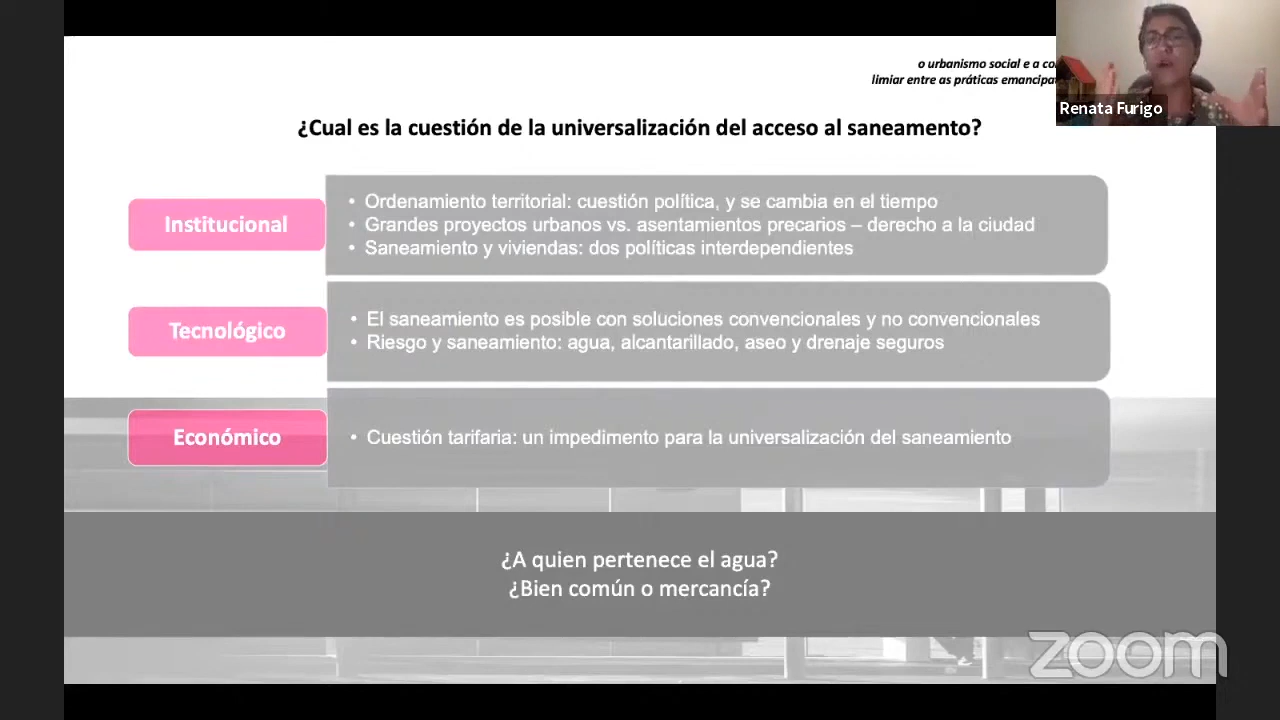 o urbanismo social e a
limiar entre as práticas
Renata Furigo
¿Cual es la cuestión de la universalización del acceso al saneamento?
Institucional
• Ordenamiento territorial: cuestión política, y se cambia en el tiempo
• Grandes proyectos urbanos vs. asentamientos precarios – derecho a la ciudad
• Saneamiento y viviendas: dos políticas interdependientes
Tecnológico
• El saneamiento es posible con soluciones convencionales y no convencionales
• Riesgo y saneamiento: agua, alcantarillado, aseo y drenaje seguros
Económico
• Cuestión tarifaria: un impedimento para la universalización del saneamiento
¿A quien pertenece el agua?
¿Bien común o mercancía?
zoom